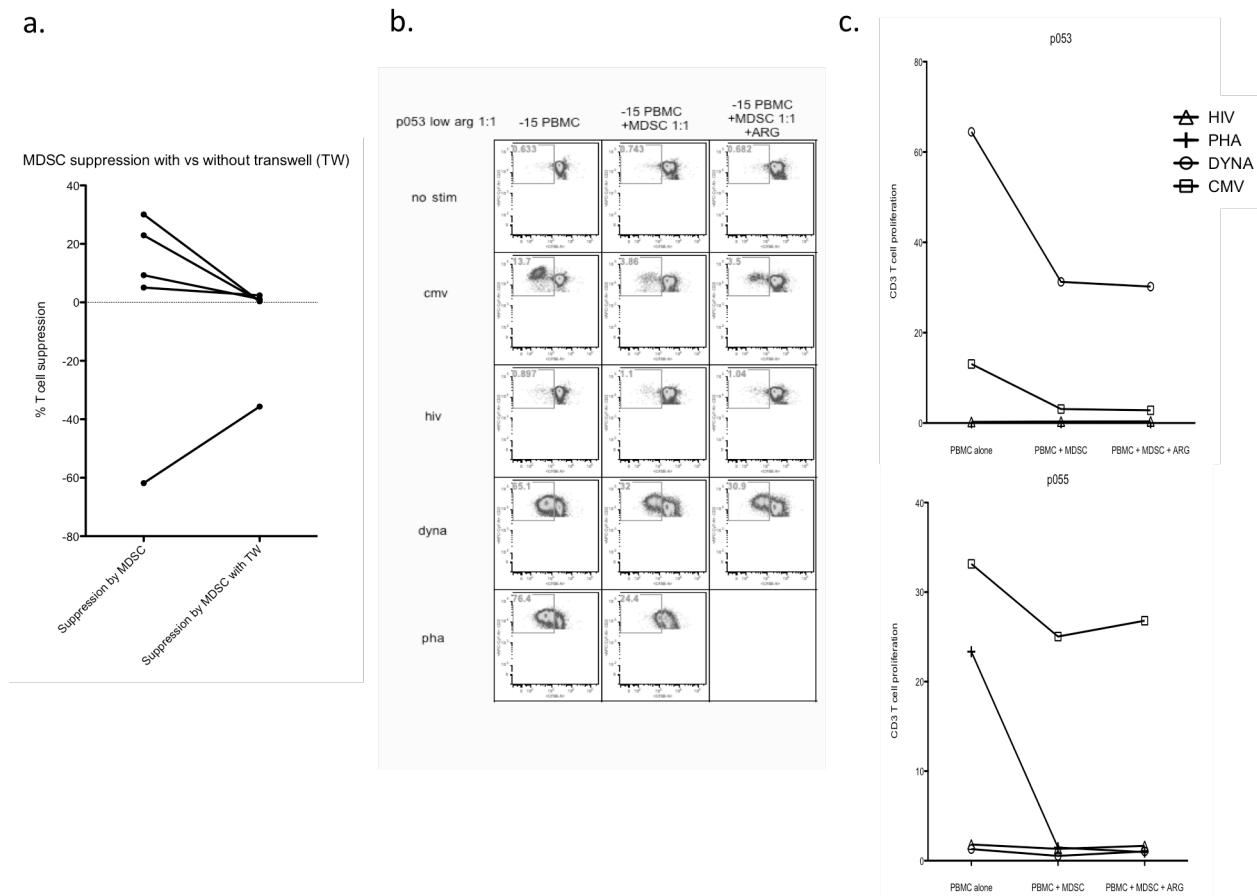 a.
MDSC suppression with vs without transwell (TW)
% T cell suppression
40
20
0
-20
-40
-60
-80
Suppression by MDSC
Suppression by MDSC with TW
b.
p053 low arg 1:1
-15 PBMC
-15 PBMC
+MDSC 1:1
-15 PBMC
+MDSC 1:1
+ARG
no stim
0.633
0.743
0.682
cmv
13.7
3.86
3.5
hiv
0.897
1.1
1.04
dyna
65.1
32
30.9
pha
76.4
24.4
c.
p053
CD3 T cell proliferation
80
60
40
20
0
PBMC alone
PBMC + MDSC
PBMC + MDSC + ARG
HIV
PHA
DYNA
CMV
p055
CD3 T cell proliferation
40
30
20
10
0
PBMC alone
PBMC + MDSC
PBMC + MDSC + ARG